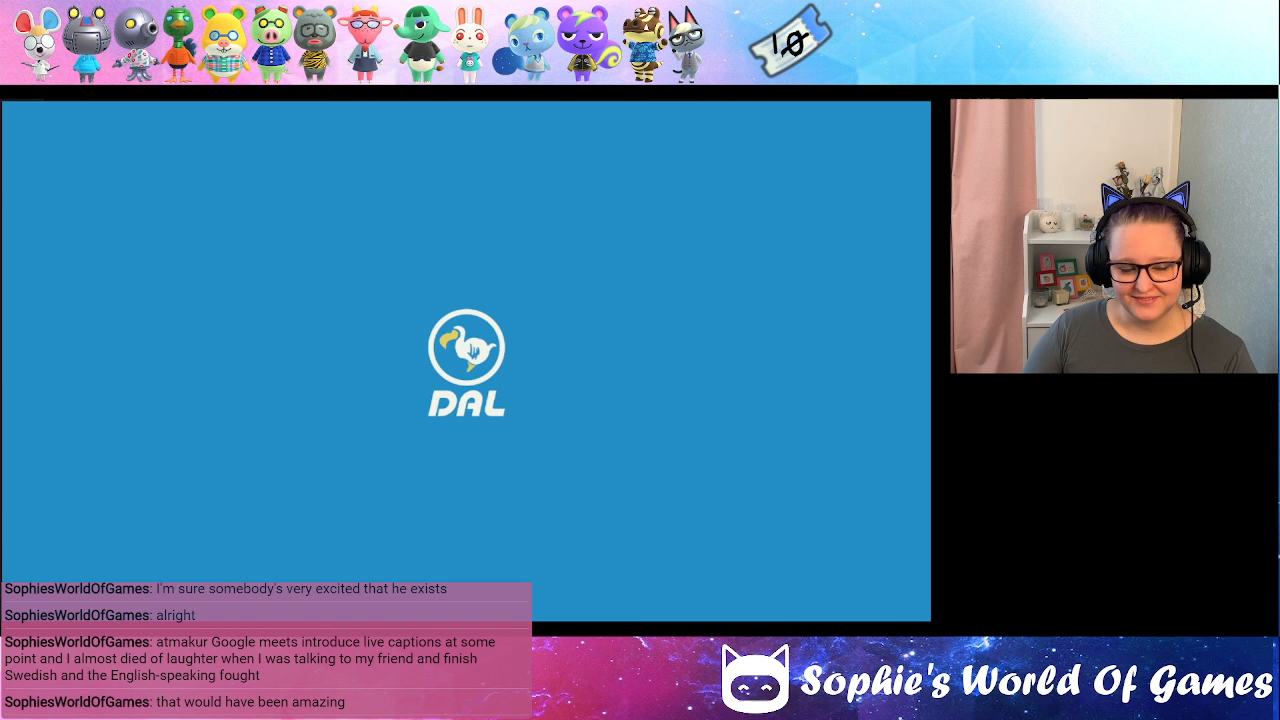 10
DAL
SophiesWorldOfGames: I'm sure somebody's very excited that he exists
SophiesWorldOfGames: alright
SophiesWorldOfGames: atmakur Google meets introduce live captions at some
point and I almost died of laughter when I was talking to my friend and finish
Swedish and the English-speaking fought
SophiesWorldOfGames: that would have been amazing
Sophie's World Of Games